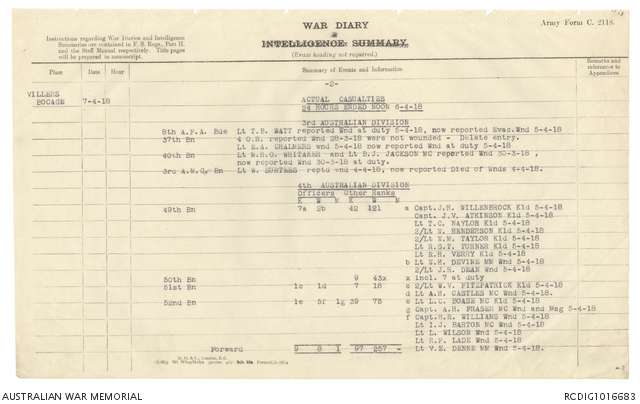 WAR DIARY
or
INTELLIGENCE SUMMARY
(Erase heading not required).
Army Form C. 2118.
Instructions regarding War Diaries and Intelligence
Summaries are contained in F. S. Regs., Part II.
and the Staff Manual respectively. Title pages
will be prepared in manuscript.
Place Date Hour Summary of Events and Information Remarks and references to Appendices
-2-
VILLERS
BOCAGE 7-4-18 ACTUAL CASUALTIES
24 HOURS ENDED NOON 6-4-18
3rd AUSTRALIAN DIVISION
8th A.F.A. Bde Lt T.B. WATT reported Wnd at duty 5-4-18, now reported Evac.Wnd 5-4-18
37th Bn 4 O.R. reported Wnd 28-3-18 were not wounded - Delete entry.
Lt E.A. CHALMERS Wnd 5-4-18 now reported Wnd at duty 5-4-18
40th Bn Lt WHITAKER and Lt B.J. JACKSON MC reported Wnd 30-3-18 ;
now reported Wnd 30-3-18 at duty.
3rd A.M.G. Bn Lt W. SURTEES reptd Wnd 4-4-18, now reported Died of Wnds 4-4-18.
4th AUSTRALIAN DIVISION
Officers Other Ranks
K W M K W M
49th Bn 7a 2b 42 121 a Capt.J.H. WILLENBROCK Kld 5-4-18
Capt. J.V. ATKINSON Kld 5-4-18
Lt T.C. NAYLOR Kld 5-4-18
2/Lt HENDERSON Kld 5-4-18
2/Lt TAYLOR Kld 5-4-18
Lt R.S.T. TURNER Kld 5-4-18
Lt VERRY Kld 5-4-18
b Lt DEVINE MM Wnd 5-4-18
2/Lt J.S. DEAN Wnd 5-4-18
50th Bn 9 43x x incl. 7 at duty
51st Bn 1c 1d 7 18 c 2/Lt W.V. FITZPATRICK Kld 5-4-18
d Lt A.H. CASTLES MC Wnd 5-4-18.
52nd Bn 1e 5f 1g 39 75 e Lt L.C. BOASE MC Kld 5-4-18
g Capt. A.H. FRASER MC Wnd and Msg 5-4-18
f Capt. WILLIAMS Wnd 5-4-18
Lt I.J. BARTON MC Wnd 5-4-18
Lt L. WILSON Wnd 5-4-18
Lt R.P. LADE Wnd 5-4-18
Lt V.E. DENNE MM Wnd 5-4-18.
Forward 9 8 1 97 257 -
AUSTRALIAN WAR MEMORIAL
RCDIG1016683